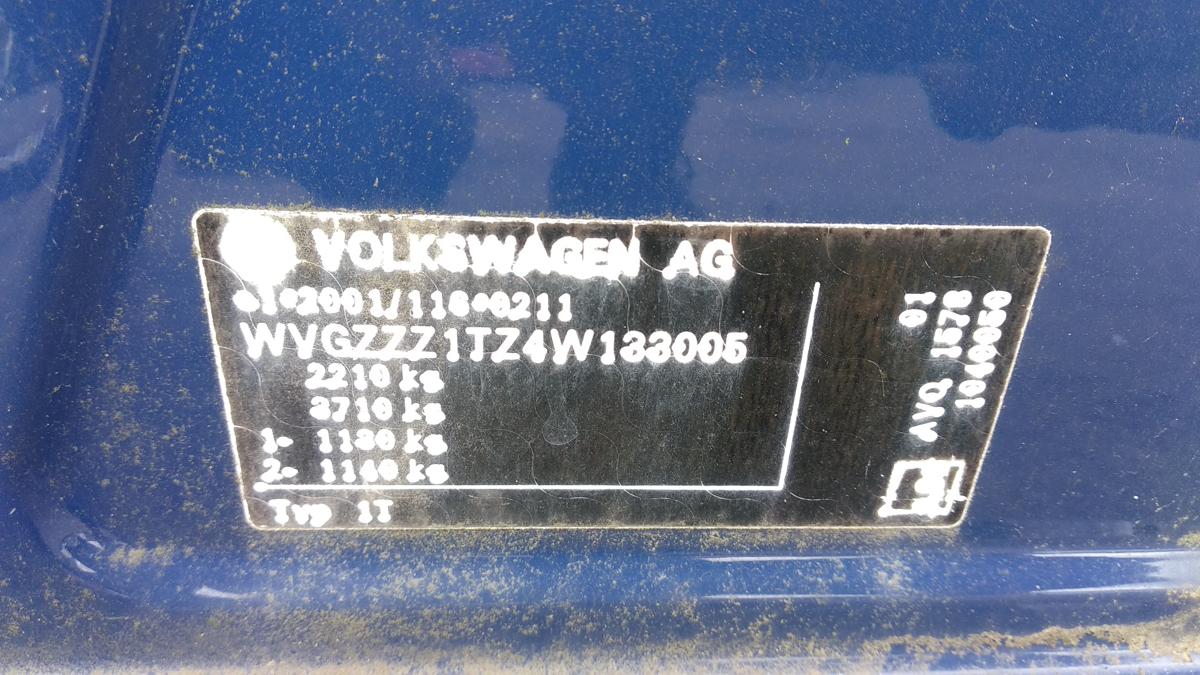 VOLKSWAGEN AG
e1*2001/116*0211
WVGZZZ1TZ4W133005
2210 kg
3710 kg
1- 1130 kg
2- 1140 kg
Typ 1T
01
AVQ 1578
1040050